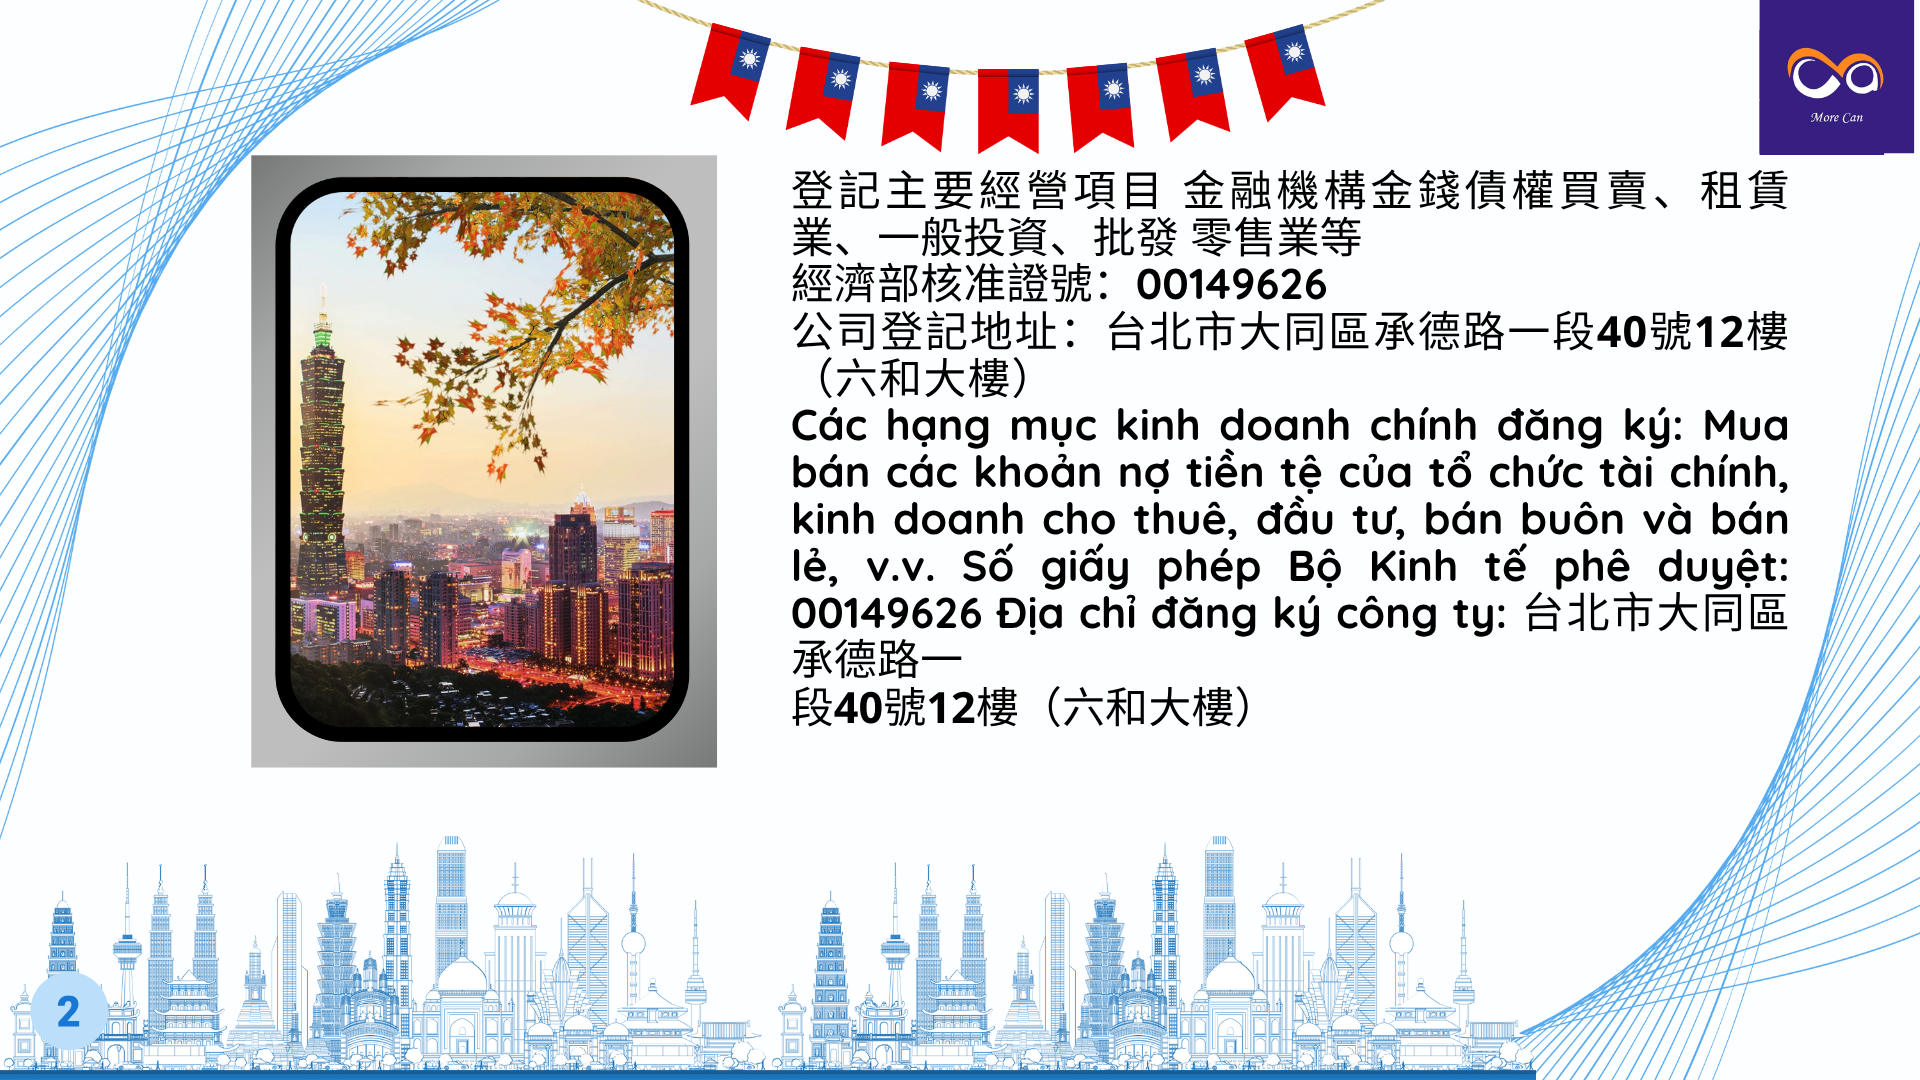 More Can
登記主要經營項目 金融機構金錢債權買賣、租賃
業、一般投資、批發 零售業等
經濟部核准證號：00149626
公司登記地址：台北市大同區承德路一段40號12樓
（六和大樓）
Các hạng mục kinh doanh chính đăng ký: Mua
bán các khoản nợ tiền tệ của tổ chức tài chính,
kinh doanh cho thuê, đầu tư, bán buôn và bán
lẻ, v.v. Số giấy phép Bộ Kinh tế phê duyệt:
00149626 Địa chỉ đăng ký công ty: 台北市大同區
承德路一
段40號12樓（六和大樓）
2